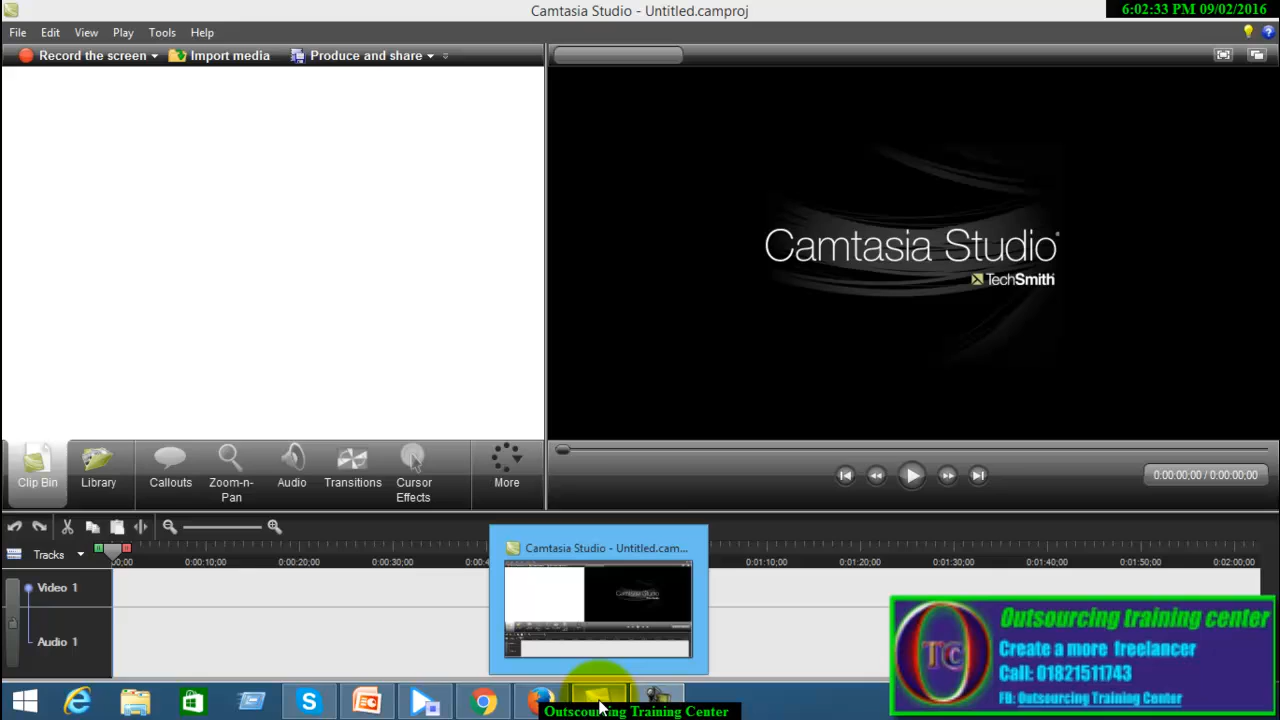 Camtasia Studio - Untitled.camproj
6:02:33 PM 09/02/2016
File Edit View Play Tools Help
Record the screen Import media Produce and share
Camtasia Studio®
TechSmith
Clip Bin Library Callouts Zoom-n-Pan Audio Transitions Cursor Effects More
0:00:00;00 / 0:00:00;00
Tracks
00;00 0:00:10;00 0:00:20;00 0:00:30;00 0:00:4 0:01:10;00 0:01:20;00 0:01:30;00 0:01:40;00 0:01:50;00 0:02:00;00
Camtasia Studio - Untitled.cam...
Video 1
Audio 1
OTC
Outsourcing training center
Create a more freelancer
Call: 01821511743
FB: Outsourcing Training Center
Outscoursing Training Center